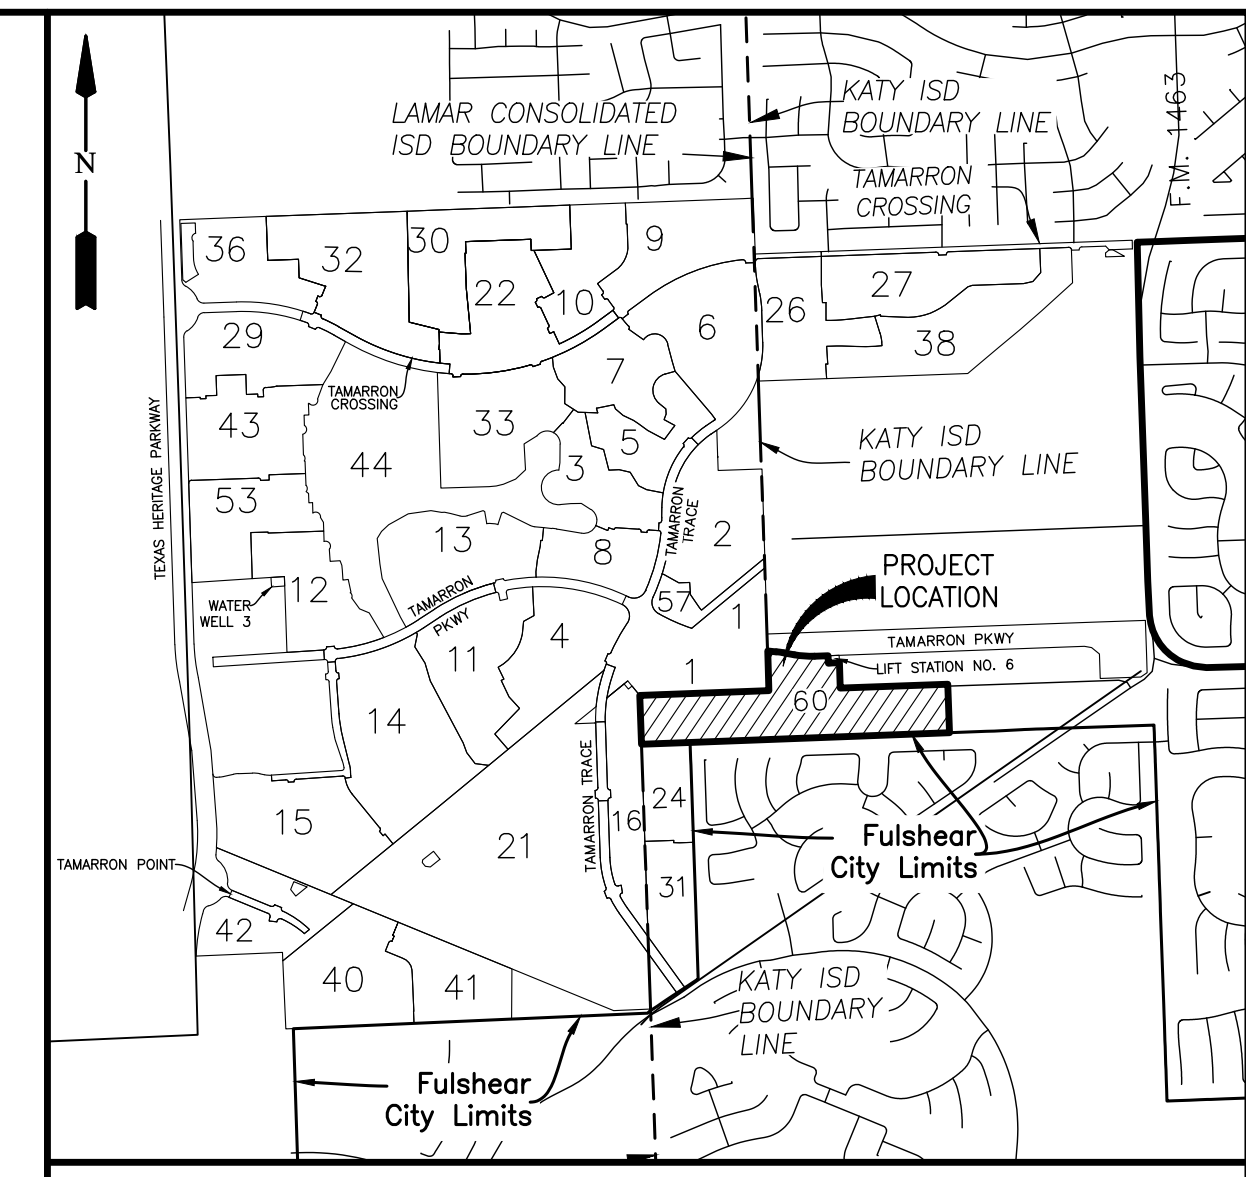 LAMAR CONSOLIDATED
ISD BOUNDARY LINE
KATY ISD
BOUNDARY LINE
F.M. 1463
TAMARRON
CROSSING
N
36
32
30
22
10
9
6
26
27
38
29
TAMARRON
CROSSING
7
43
33
5
3
44
KATY ISD
BOUNDARY LINE
TEXAS HERITAGE PARKWAY
53
13
8
TAMARRON
TRACE
2
PROJECT
LOCATION
12
WATER
WELL 3
TAMARRON
PKWY
57
1
4
11
TAMARRON PKWY
LIFT STATION NO. 6
1
60
14
15
TAMARRON TRACE
24
16
21
31
Fulshear
City Limits
TAMARRON POINT
42
40
41
KATY ISD
BOUNDARY
LINE
Fulshear
City Limits